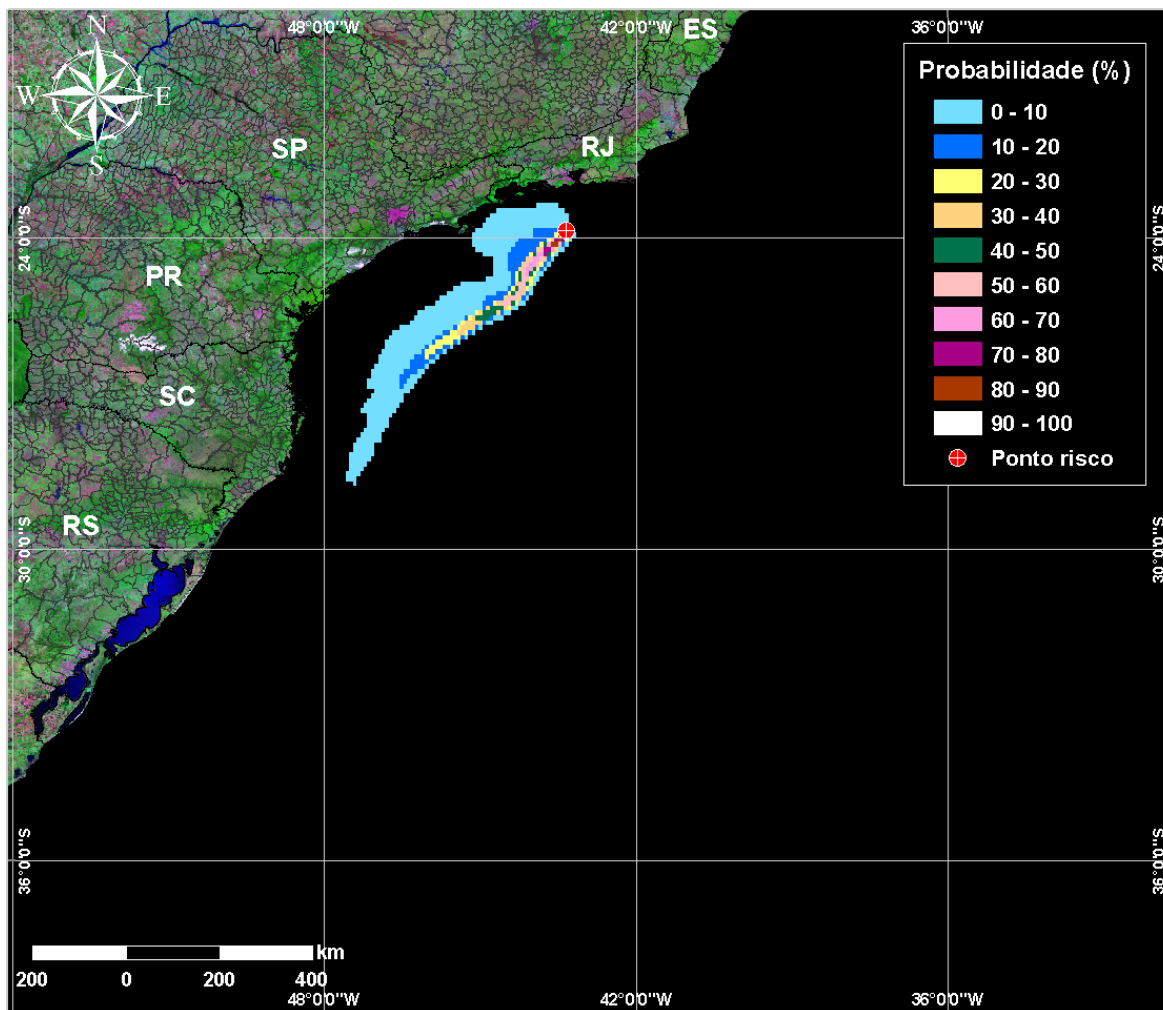 48°0'0"W
42°0'0"W
36°0'0"W
ES
N
W
E
S
SP
RJ
PR
SC
RS
24°0'0"S
24°0'0"S
30°0'0"S
30°0'0"S
36°0'0"S
36°0'0"S
Probabilidade (%)
0 - 10
10 - 20
20 - 30
30 - 40
40 - 50
50 - 60
60 - 70
70 - 80
80 - 90
90 - 100
Ponto risco
km
200 0 200 400
48°0'0"W
42°0'0"W
36°0'0"W